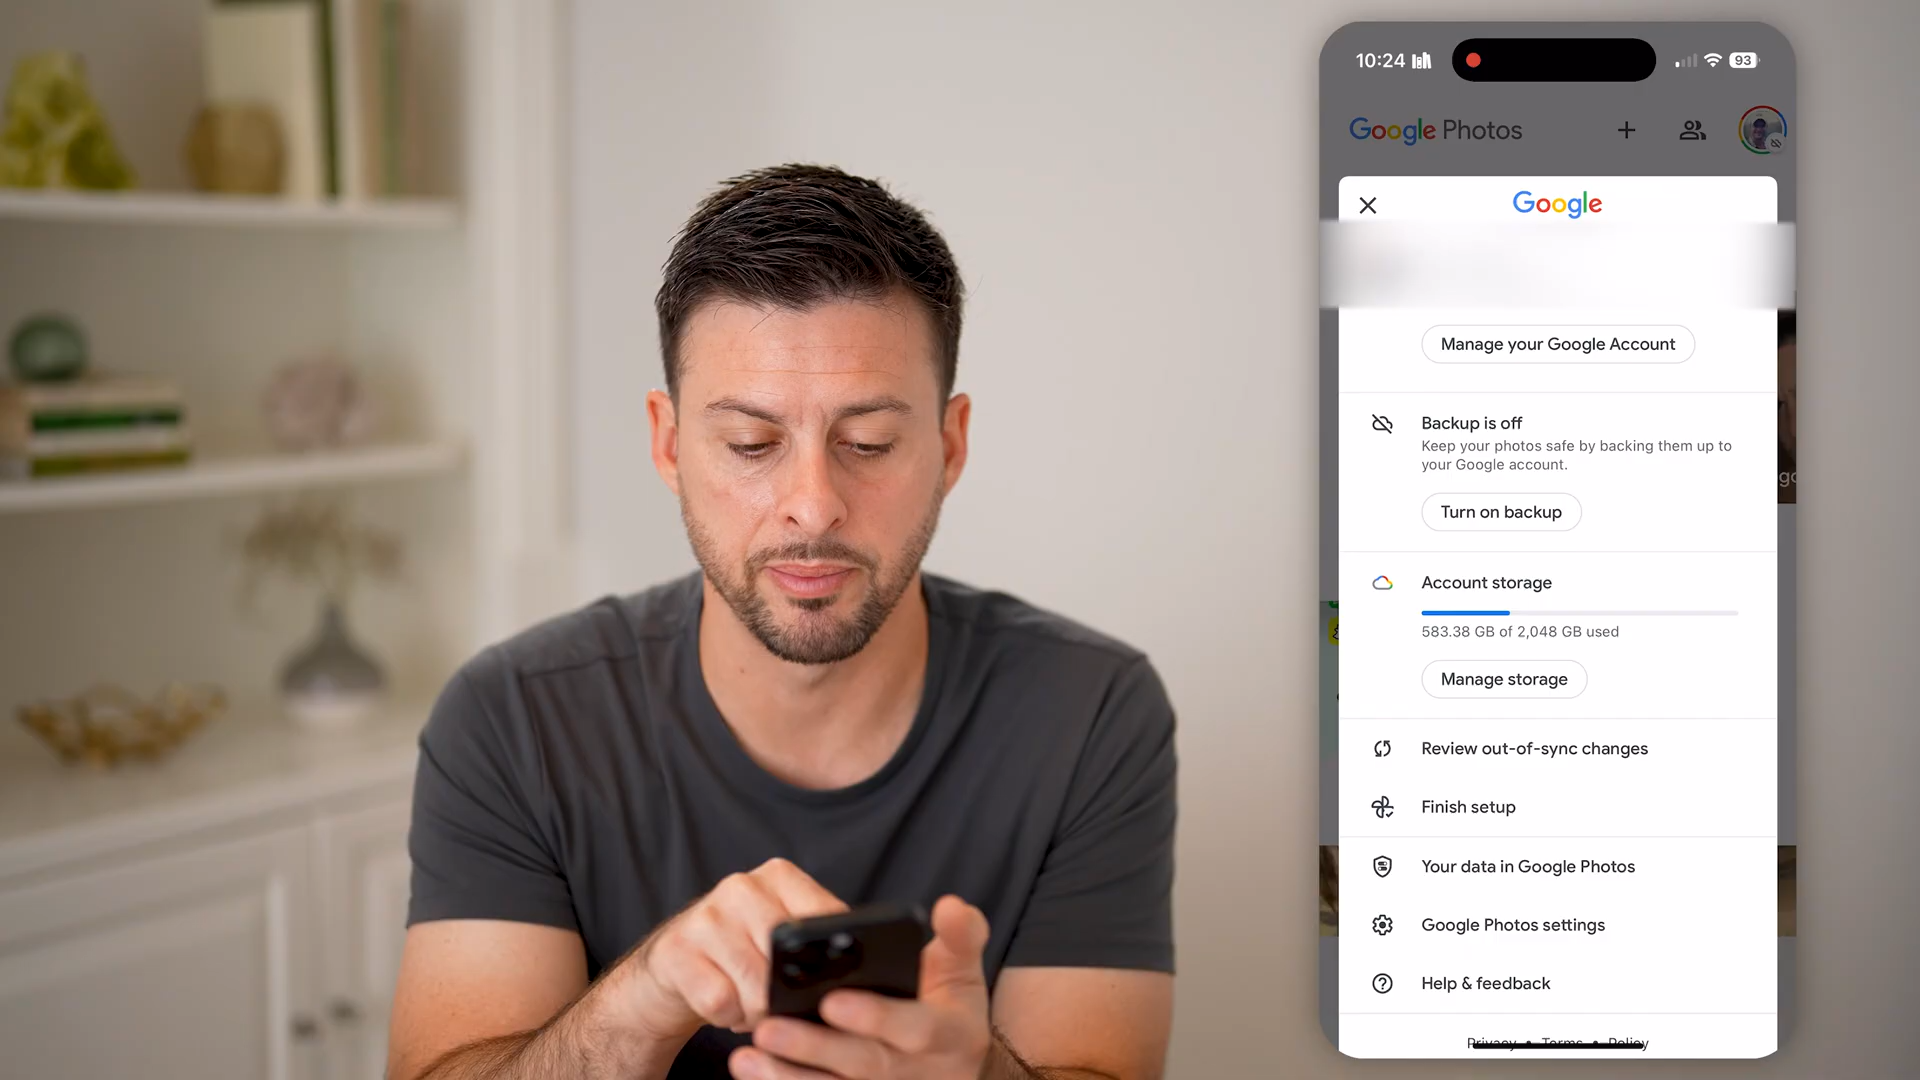 10:24
93
Google Photos
Google
Manage your Google Account
Backup is off
Keep your photos safe by backing them up to
your Google account.
Turn on backup
Account storage
583.38 GB of 2,048 GB used
Manage storage
Review out-of-sync changes
Finish setup
Your data in Google Photos
Google Photos settings
Help & feedback
Privacy • Terms • Policy